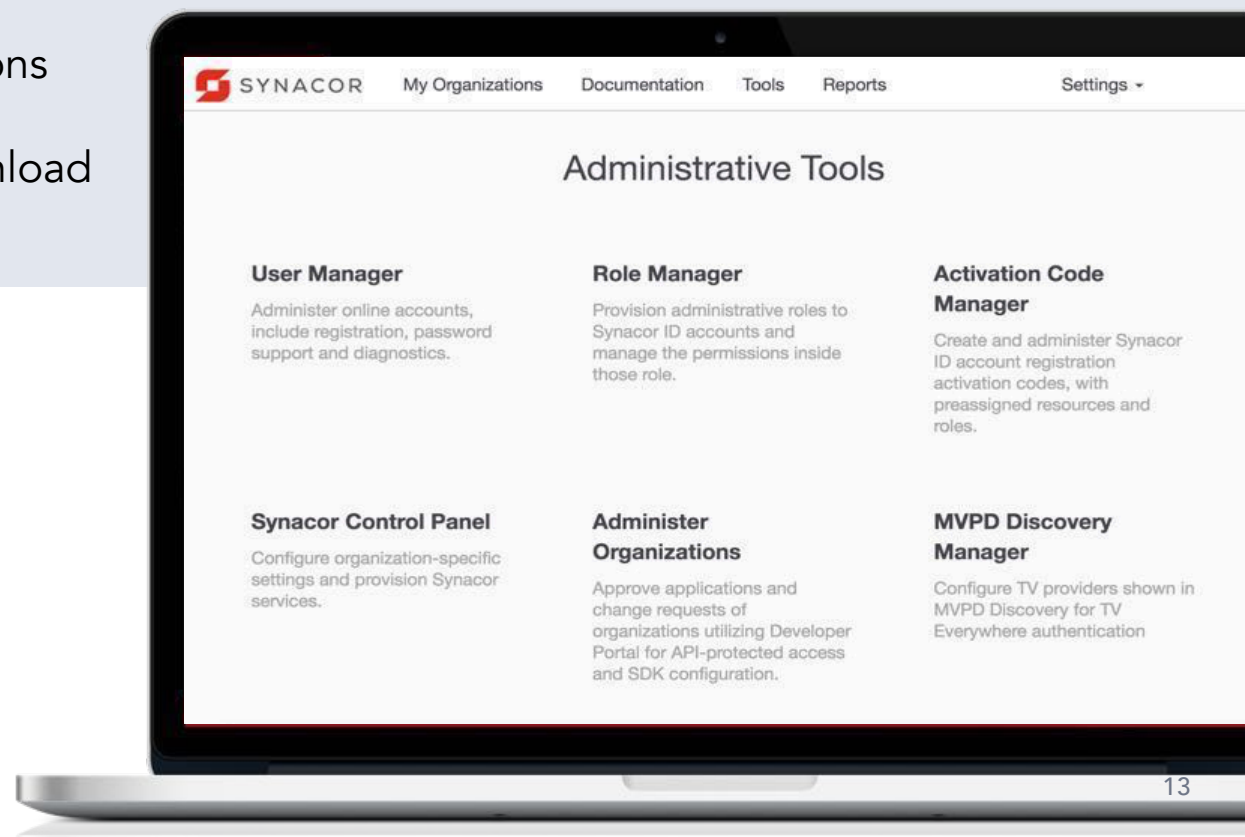 ons
nload
SYNACOR My Organizations Documentation Tools Reports Settings
Administrative Tools
User Manager
Administer online accounts,
include registration, password
support and diagnostics.
Role Manager
Provision administrative roles to
Synacor ID accounts and
manage the permissions inside
those role.
Activation Code
Manager
Create and administer Synacor
ID account registration
activation codes, with
preassigned resources and
roles.
Synacor Control Panel
Configure organization-specific
settings and provision Synacor
services.
Administer
Organizations
Approve applications and
change requests of
organizations utilizing Developer
Portal for API-protected access
and SDK configuration.
MVPD Discovery
Manager
Configure TV providers shown in
MVPD Discovery for TV
Everywhere authentication
13